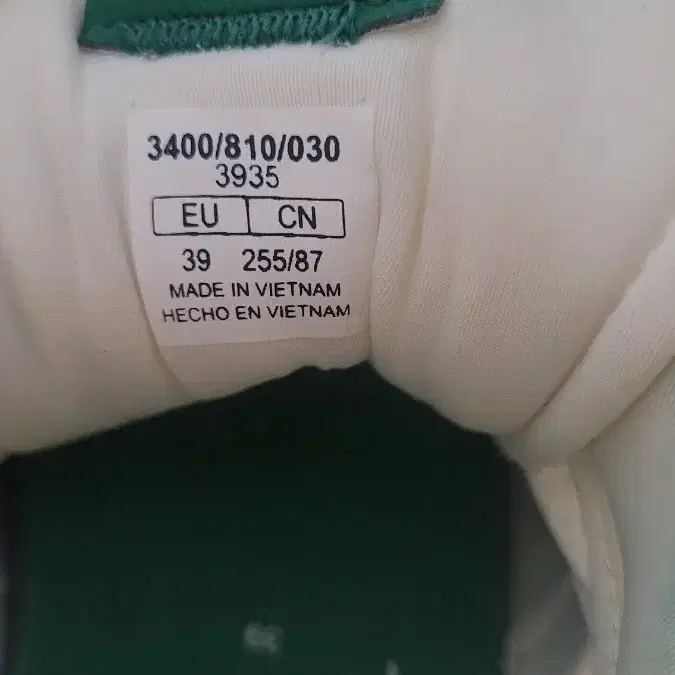 3400/810/030
3935
EU CN
39 255/87
MADE IN VIETNAM
HECHO EN VIETNAM